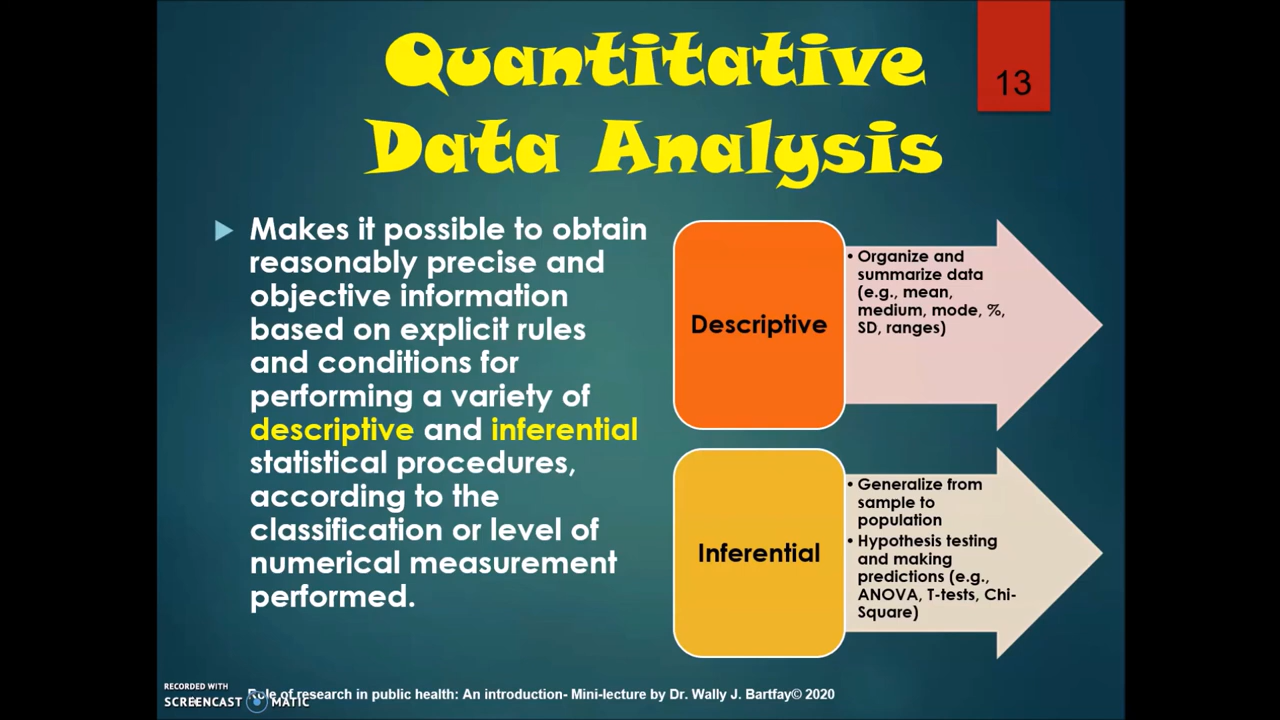 Quantitative
Data Analysis
13
Makes it possible to obtain
reasonably precise and
objective information
based on explicit rules
and conditions for
performing a variety of
descriptive and inferential
statistical procedures,
according to the
classification or level of
numerical measurement
performed.
Descriptive
• Organize and
summarize data
(e.g., mean,
medium, mode, %,
SD, ranges)
Inferential
• Generalize from
sample to
population
• Hypothesis testing
and making
predictions (e.g.,
ANOVA, T-tests, Chi-
Square)
RECORDED WITH
SCREENCAST MATIC
Role of research in public health: An introduction- Mini-lecture by Dr. Wally J. Bartfay© 2020